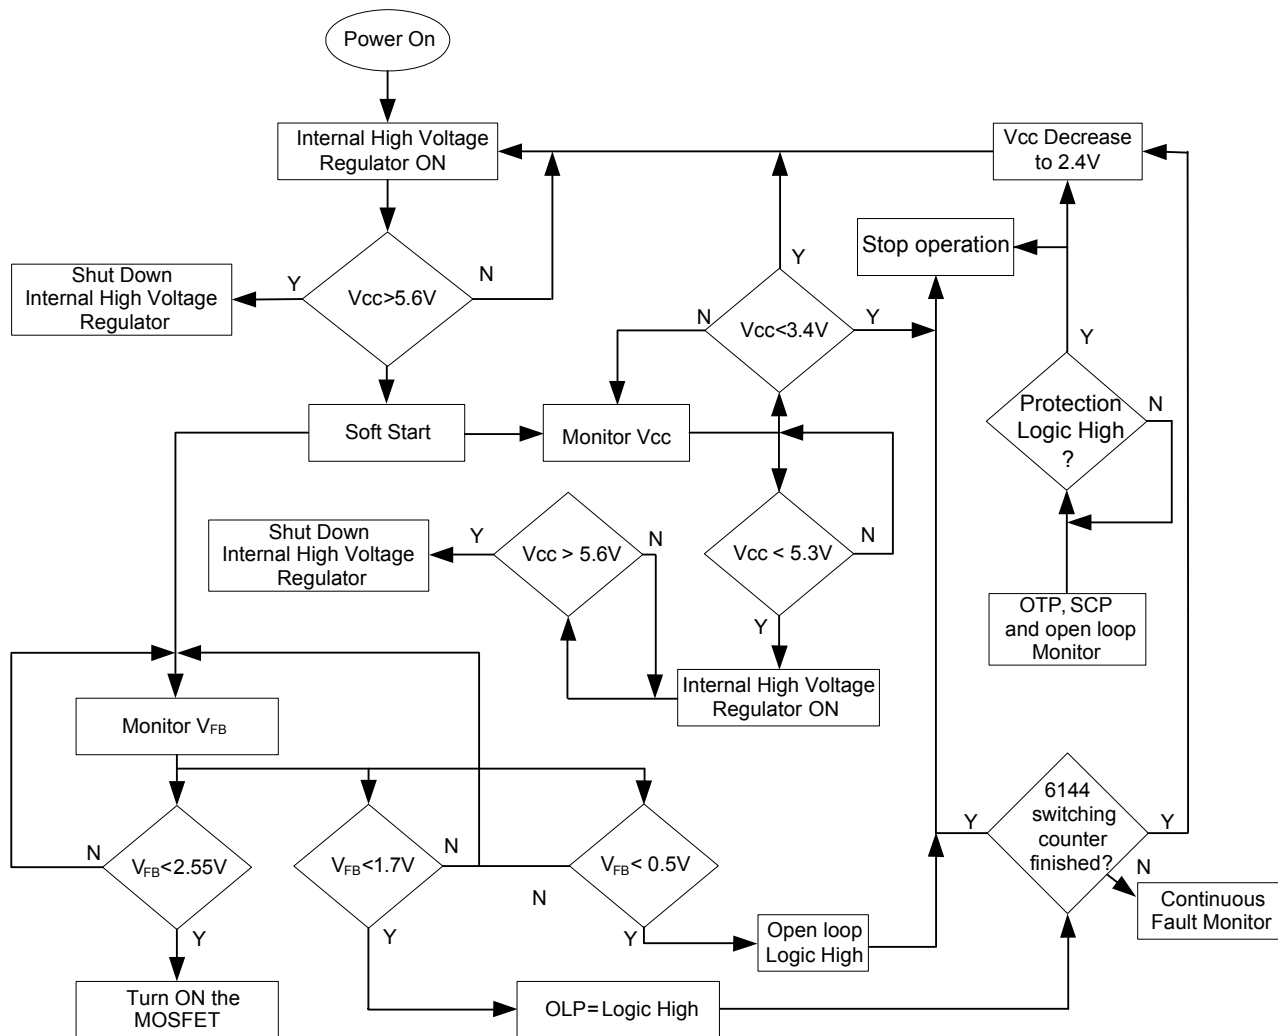 Power On
Internal High Voltage
Regulator ON
Vcc Decrease
to 2.4V
Stop operation
Shut Down
Internal High Voltage
Regulator
Y
Vcc>5.6V
N
Y
N
Vcc<3.4V
Y
Y
Protection
Logic High
?
N
Soft Start
Monitor Vcc
Shut Down
Internal High Voltage
Regulator
Y
Vcc > 5.6V
N
Vcc < 5.3V
N
Y
OTP, SCP
and open loop
Monitor
Internal High Voltage
Regulator ON
Monitor VFB
N
VFB<2.55V
Y
VFB<1.7V
N
Y
VFB< 0.5V
N
Y
Y
6144
switching
counter
finished?
Y
N
Continuous
Fault Monitor
Open loop
Logic High
Turn ON the
MOSFET
OLP=Logic High